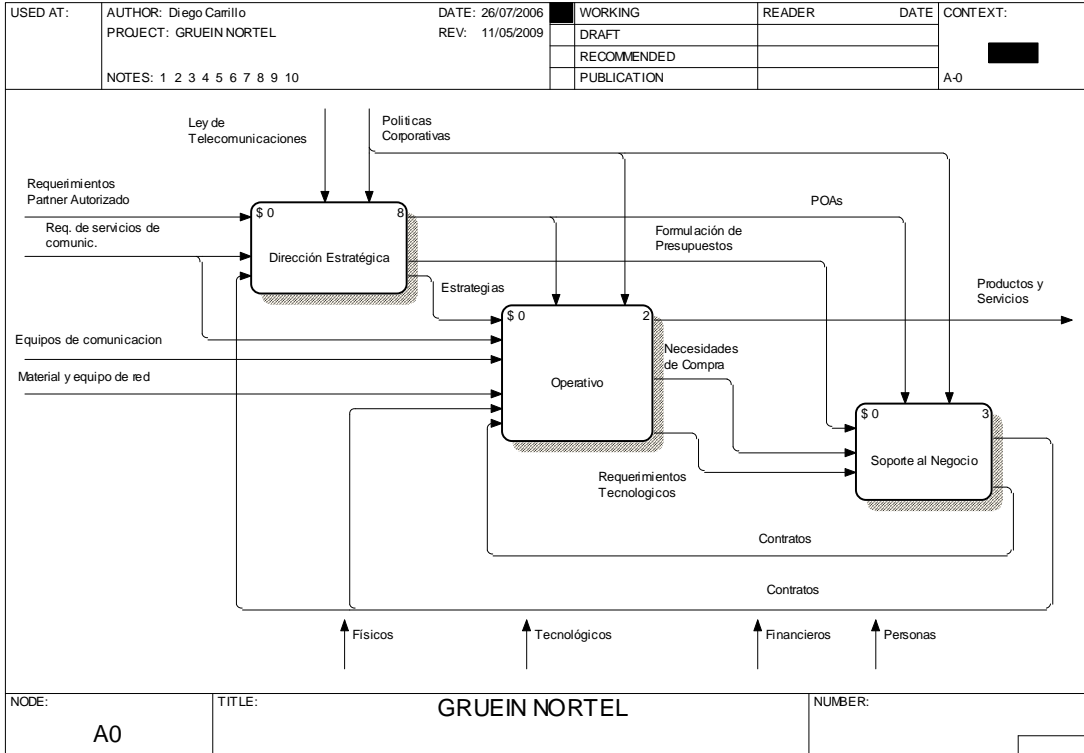 USED AT:
AUTHOR: Diego Carrillo
DATE: 26/07/2006
PROJECT: GRUEIN NORTEL
REV: 11/05/2009
NOTES: 1 2 3 4 5 6 7 8 9 10
WORKING
DRAFT
RECOMMENDED
PUBLICATION
READER
DATE
CONTEXT:
A-0
Ley de
Telecomunicaciones
Politicas
Corporativas
Requerimientos
Partner Autorizado
Req. de servicios de
comunic.
$ 0
8
Dirección Estratégica
POAs
Formulación de
Presupuestos
Estrategias
Productos y
Servicios
$ 0
2
Operativo
Equipos de comunicacion
Material y equipo de red
Necesidades
de Compra
$ 0
3
Soporte al Negocio
Requerimientos
Tecnologicos
Contratos
Contratos
Físicos
Tecnológicos
Financieros
Personas
NODE:
A0
TITLE:
GRUEIN NORTEL
NUMBER: